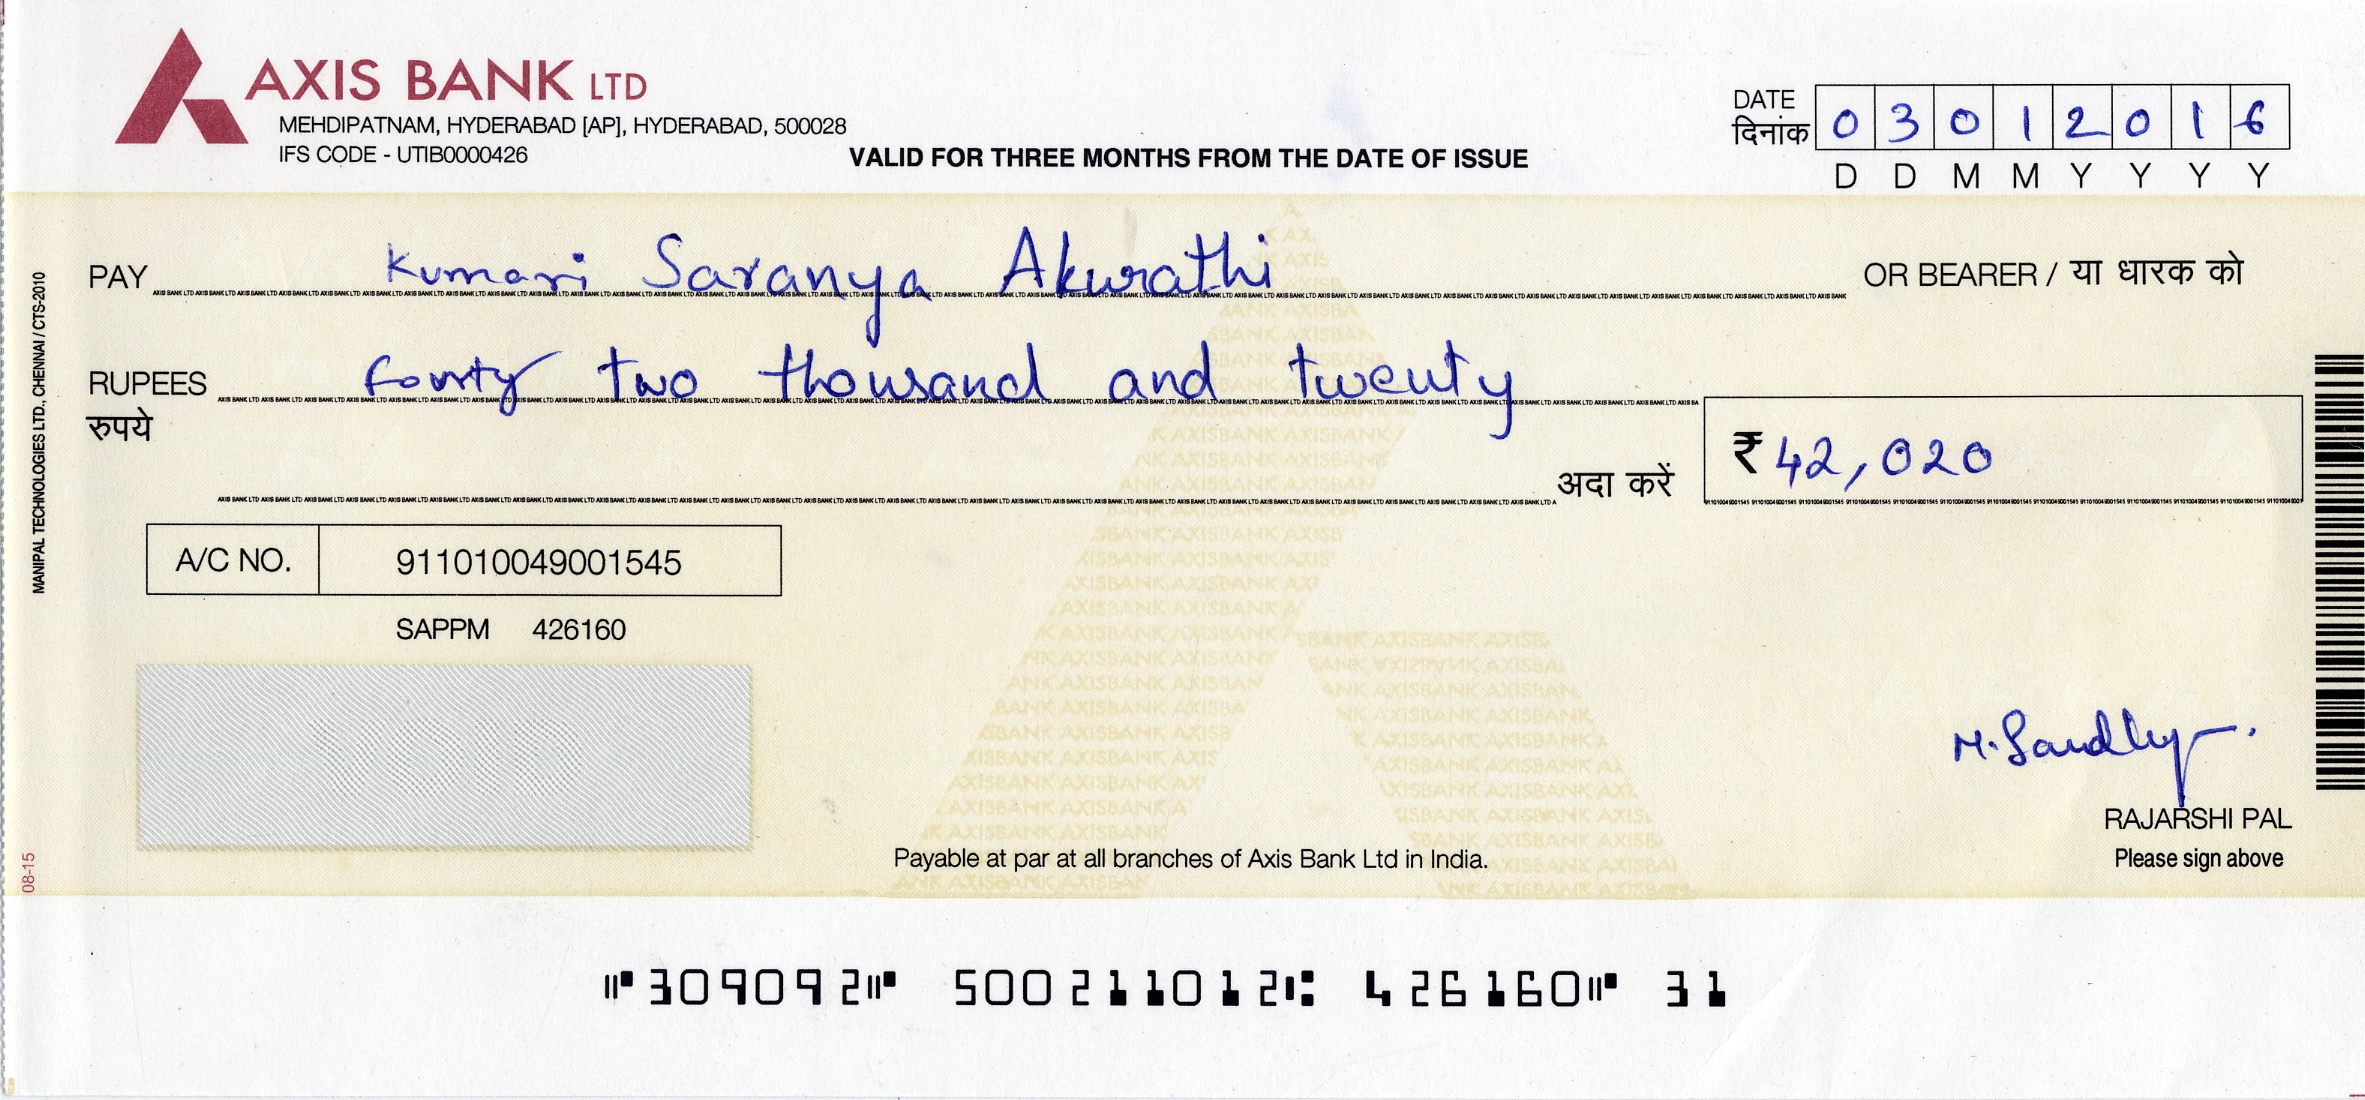 AXIS BANK LTD
MEHDIPATNAM, HYDERABAD [AP], HYDERABAD, 500028
IFS CODE - UTIB0000426
VALID FOR THREE MONTHS FROM THE DATE OF ISSUE
DATE
दिनांक
0 3 0 1 2 0 1 6
D D M M Y Y Y Y
PAY Kumari Saranya Akurathi OR BEARER / या धारक को
RUPEES fourty two thousand and twenty
रुपये
अदा करें ₹ 42,020
A/C NO. 911010049001545
SAPPM 426160
VOID
RAJARSHI PAL
Please sign above
Payable at par at all branches of Axis Bank Ltd in India.
MANIPAL TECHNOLOGIES LTD., CHENNAI / CTS-2010
08-15
⑈309092⑈ 500211012⑆ 426160⑈ 31